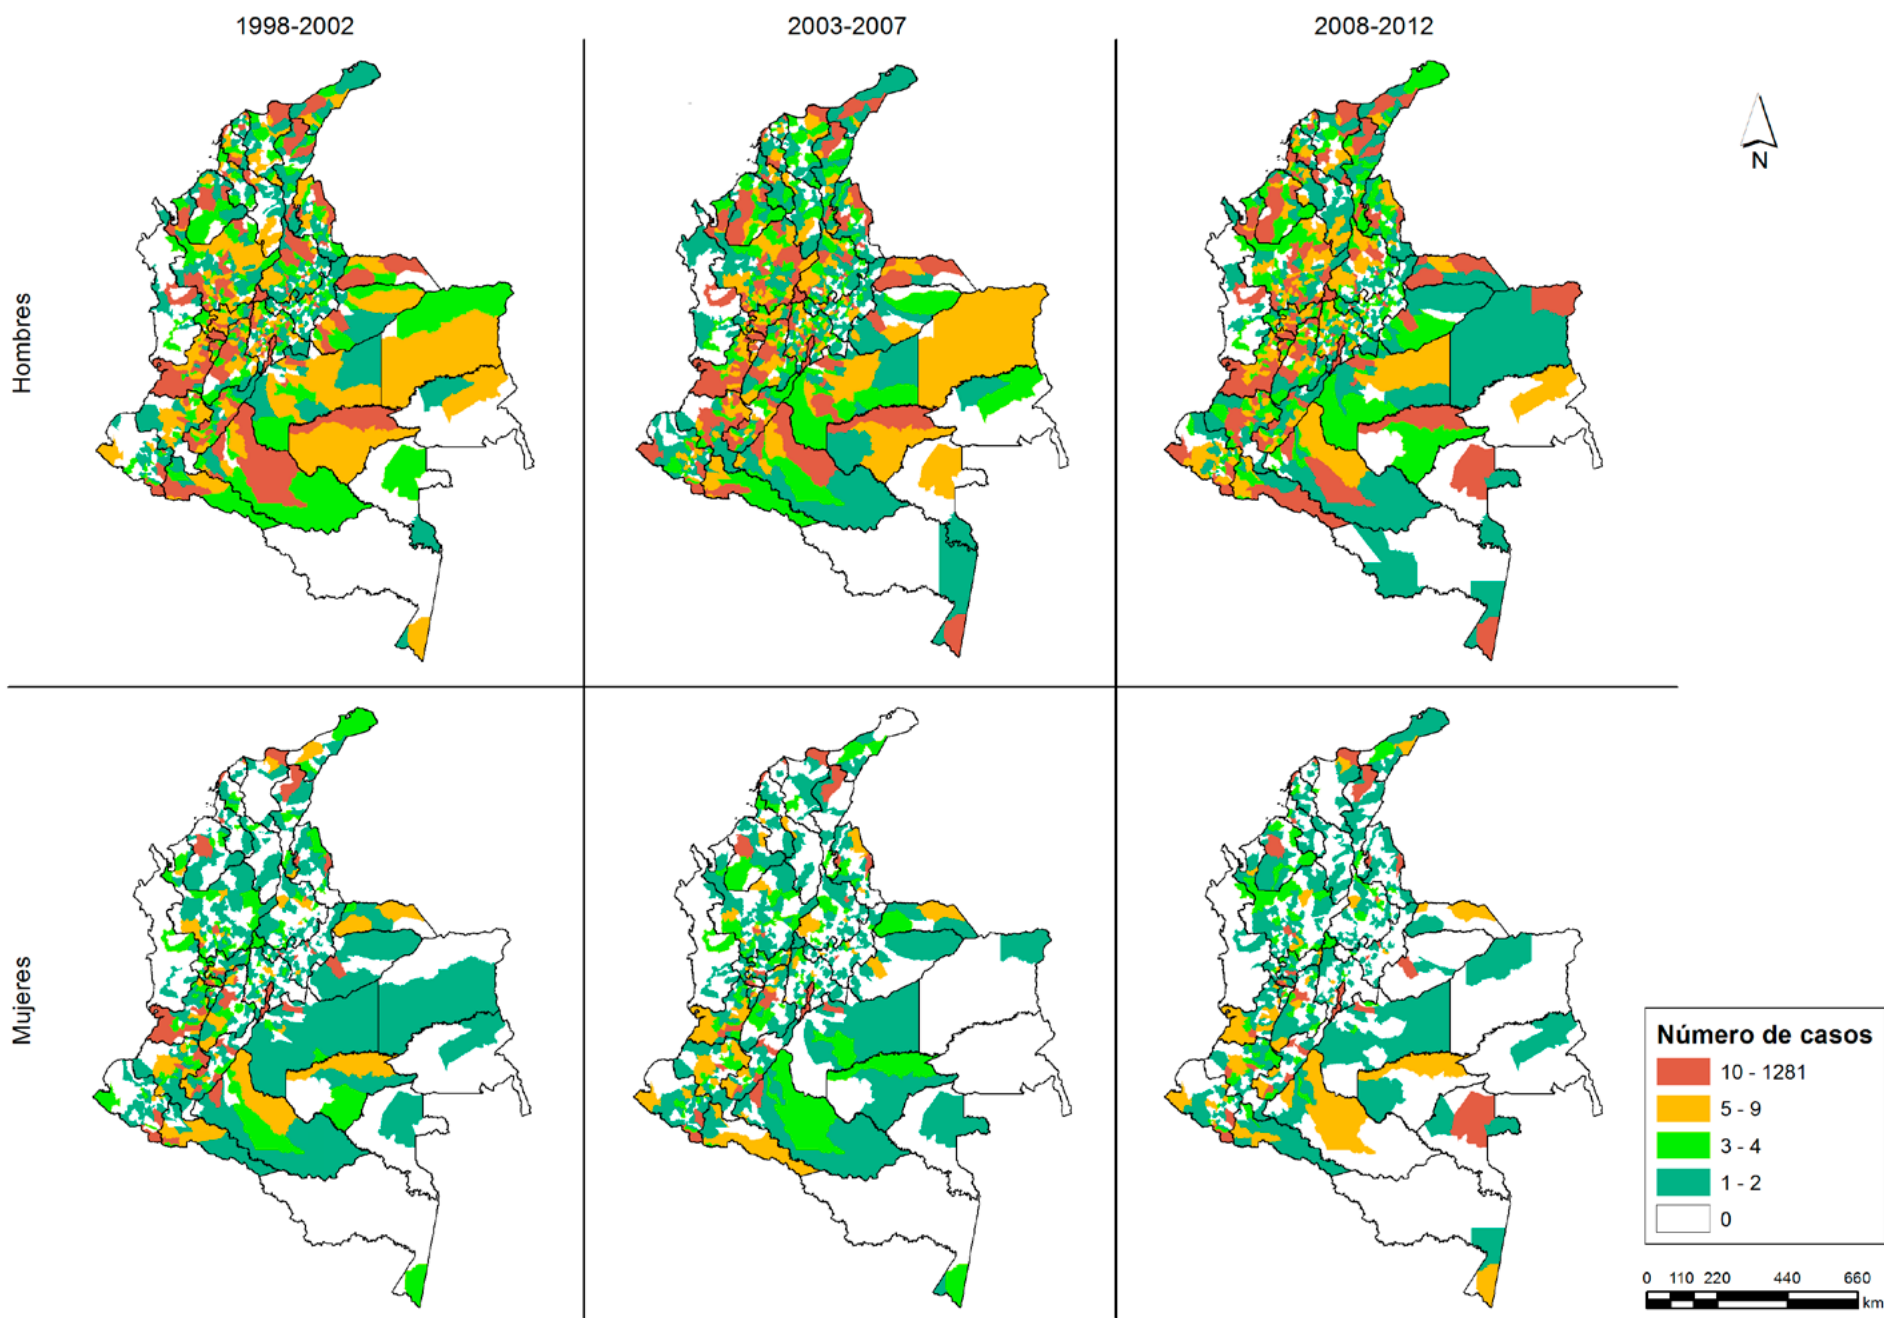 1998-2002
2003-2007
2008-2012
N
Hombres
Mujeres
Número de casos
10 - 1281
5 - 9
3 - 4
1 - 2
0
0 110 220 440 660
km